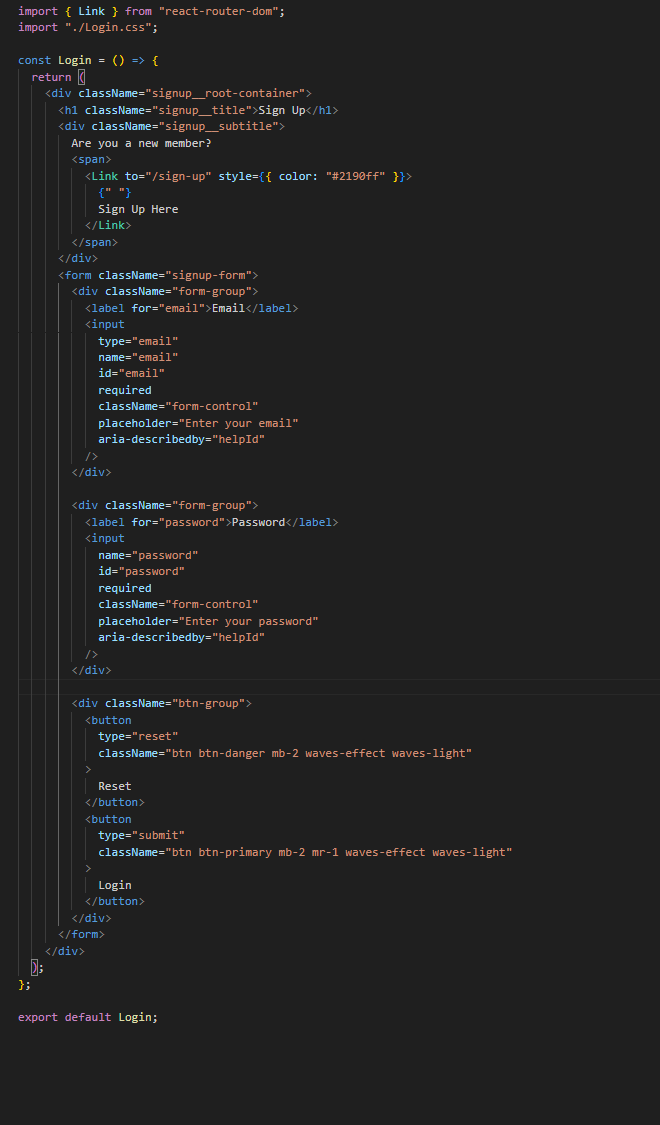 import { Link } from "react-router-dom";
import "./Login.css";

const Login = () => {
  return (
    <div className="signup__root-container">
      <h1 className="signup__title">Sign Up</h1>
      <div className="signup__subtitle">
        Are you a new member?
        <span>
          <Link to="/sign-up" style={{ color: "#2190ff" }}>
            {" "}
            Sign Up Here
          </Link>
        </span>
      </div>
      <form className="signup-form">
        <div className="form-group">
          <label for="email">Email</label>
          <input
            type="email"
            name="email"
            id="email"
            required
            className="form-control"
            placeholder="Enter your email"
            aria-describedby="helpId"
          />
        </div>

        <div className="form-group">
          <label for="password">Password</label>
          <input
            name="password"
            id="password"
            required
            className="form-control"
            placeholder="Enter your password"
            aria-describedby="helpId"
          />
        </div>

        <div className="btn-group">
          <button
            type="reset"
            className="btn btn-danger mb-2 waves-effect waves-light"
          >
            Reset
          </button>
          <button
            type="submit"
            className="btn btn-primary mb-2 mr-1 waves-effect waves-light"
          >
            Login
          </button>
        </div>
      </form>
    </div>
  );
};

export default Login;